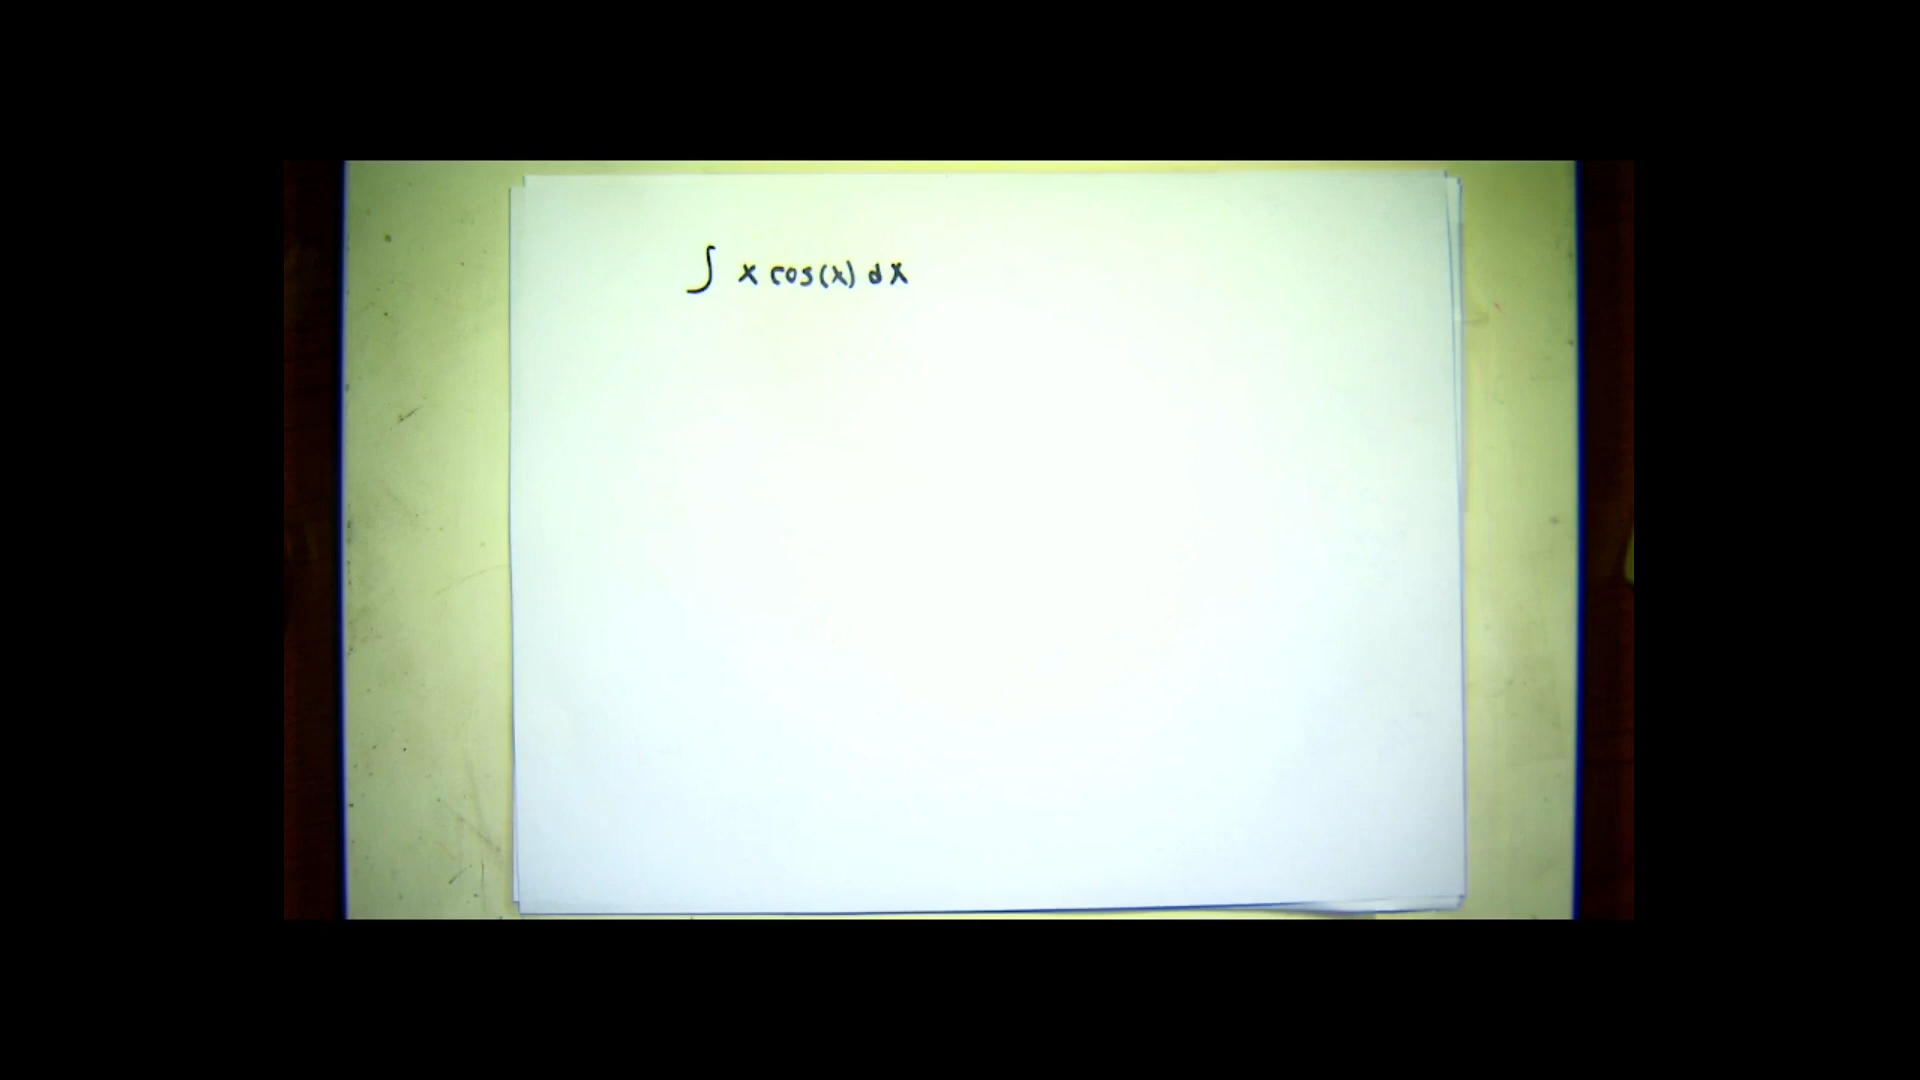 ∫ x cos(x) dx